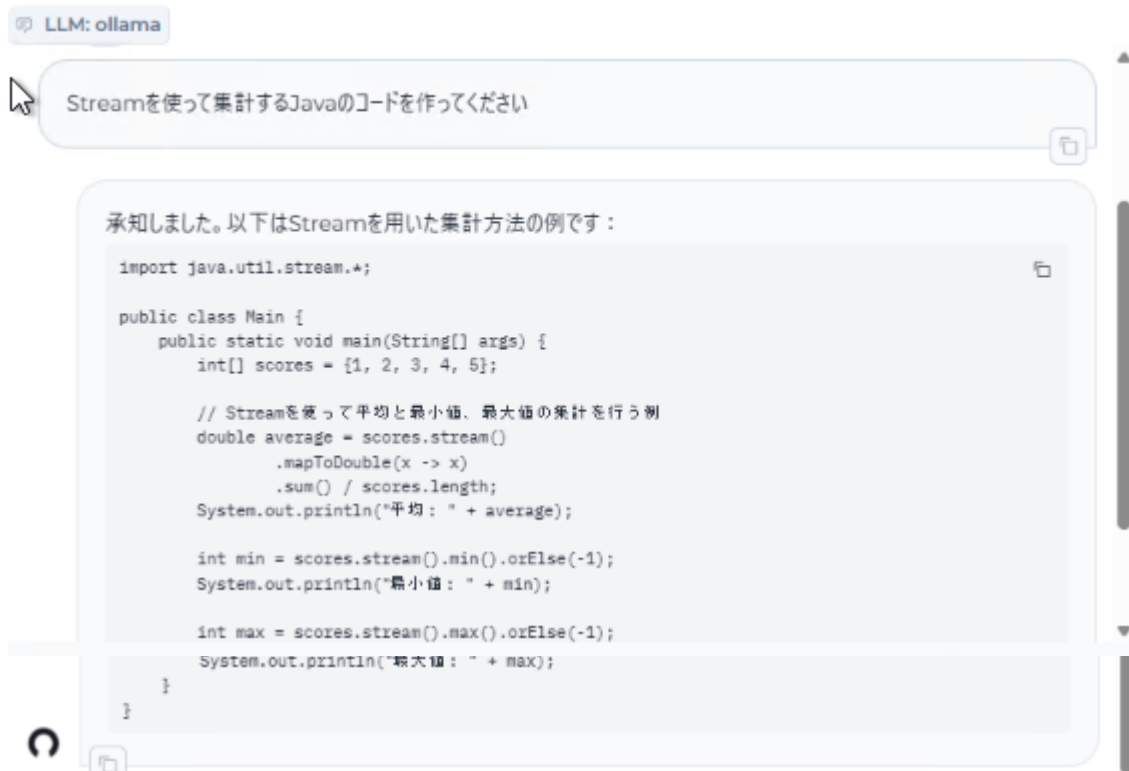 LLM: ollama
Streamを使って集計するJavaのコードを作ってください
承知しました。以下はStreamを用いた集計方法の例です：
import java.util.stream.*;
public class Main {
    public static void main(String[] args) {
        int[] scores = {1, 2, 3, 4, 5};
        // Streamを使って平均と最小値、最大値の集計を行う例
        double average = scores.stream()
                .mapToDouble(x -> x)
                .sum() / scores.length;
        System.out.println("平均: " + average);
        int min = scores.stream().min().orElse(-1);
        System.out.println("最小値: " + min);
        int max = scores.stream().max().orElse(-1);
        System.out.println("最大値: " + max);
    }
}